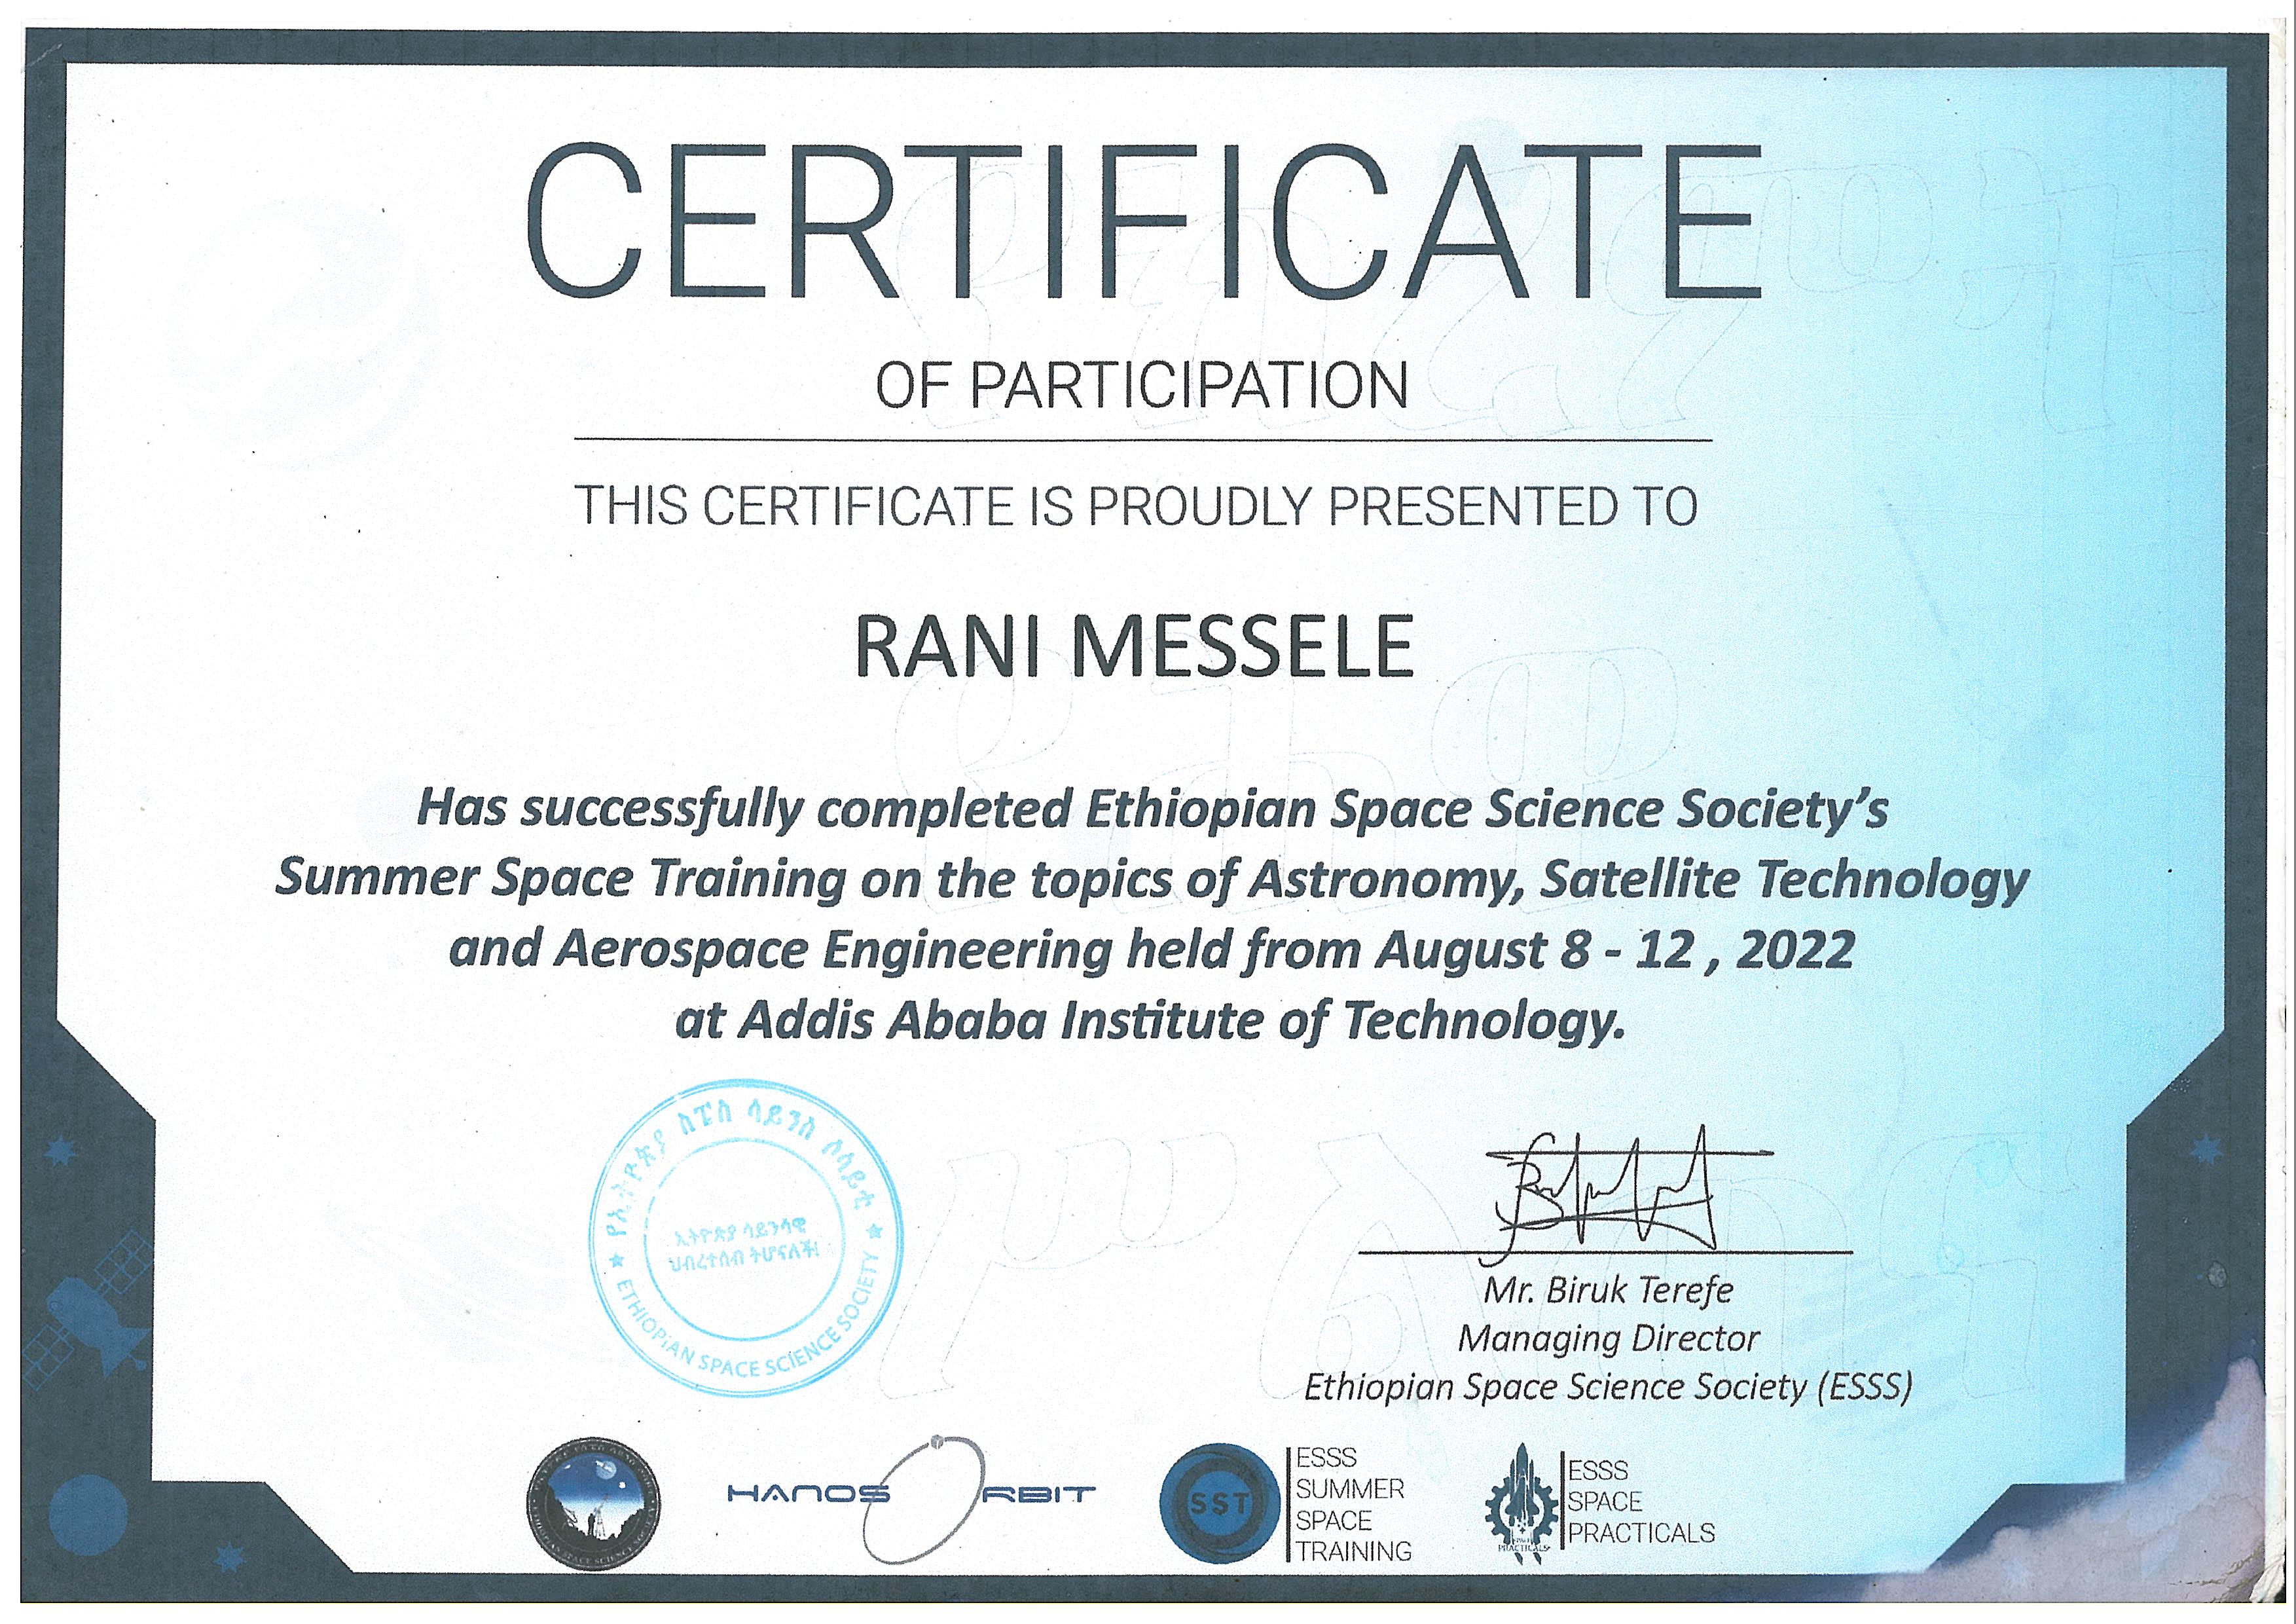 CERTIFICATE
OF PARTICIPATION
THIS CERTIFICATE IS PROUDLY PRESENTED TO
RANI MESSELE
Has successfully completed Ethiopian Space Science Society’s
Summer Space Training on the topics of Astronomy, Satellite Technology
and Aerospace Engineering held from August 8 - 12 , 2022
at Addis Ababa Institute of Technology.
የኢትዮጵያ ስፔስ ሳይንስ ሶሳይቲ
ኢትዮጵያ ሳይንሳዊ
ህብረተሰብ ትሆናለች!
ETHIOPIAN SPACE SCIENCE SOCIETY
Mr. Biruk Terefe
Managing Director
Ethiopian Space Science Society (ESSS)
HANOS ORBIT
SST
ESSS
SUMMER
SPACE
TRAINING
SPACE
PRACTICALS
ESSS
SPACE
PRACTICALS